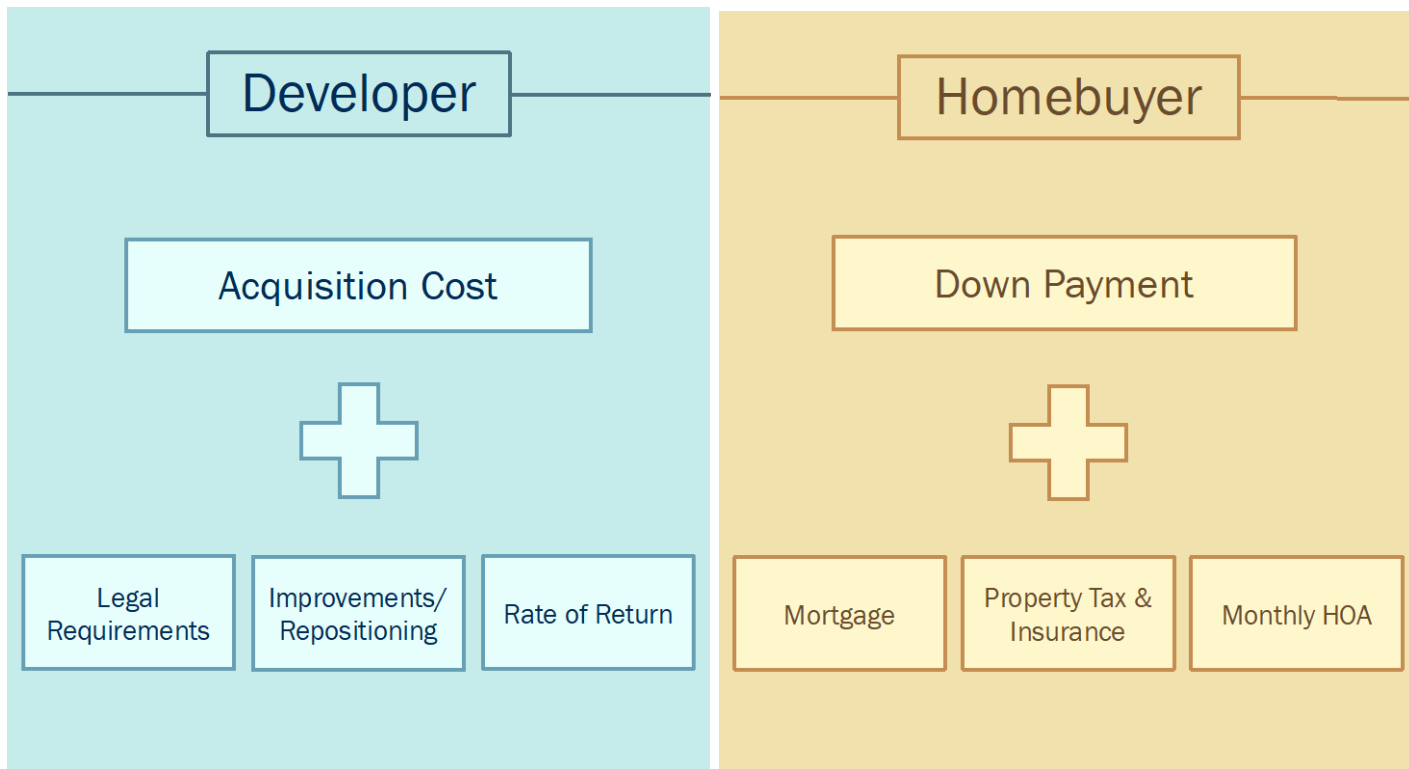 Developer
Acquisition Cost
Legal
Requirements
Improvements/
Repositioning
Rate of Return
Homebuyer
Down Payment
Mortgage
Property Tax &
Insurance
Monthly HOA